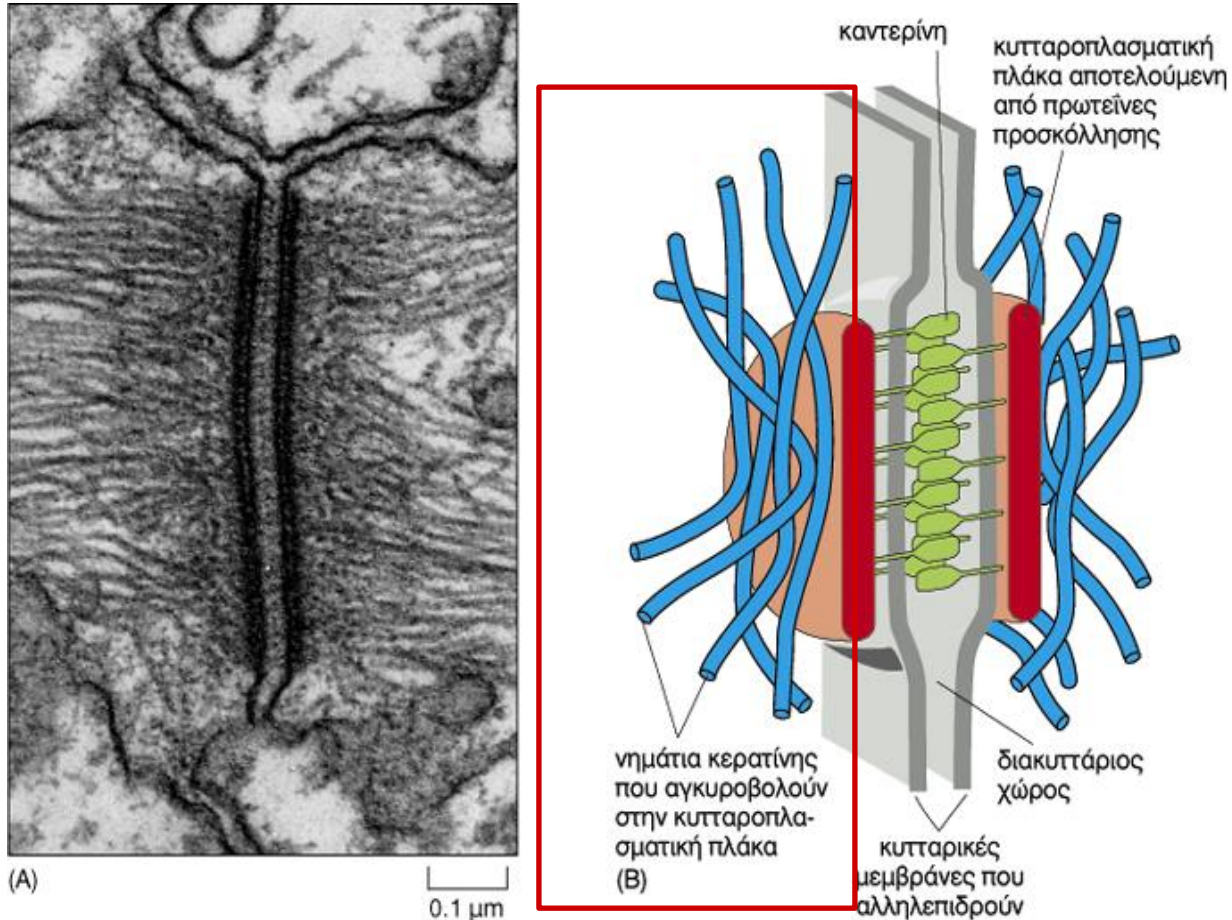 καντερίνη
κυτταροπλασματική
πλάκα αποτελούμενη
από πρωτεΐνες
προσκόλλησης
νημάτια κερατίνης
που αγκυροβολούν
στην κυτταροπλα-
σματική πλάκα
διακυττάριος
χώρος
κυτταρικές
μεμβράνες που
αλληλεπιδρούν
(A)
0.1 μm
(B)